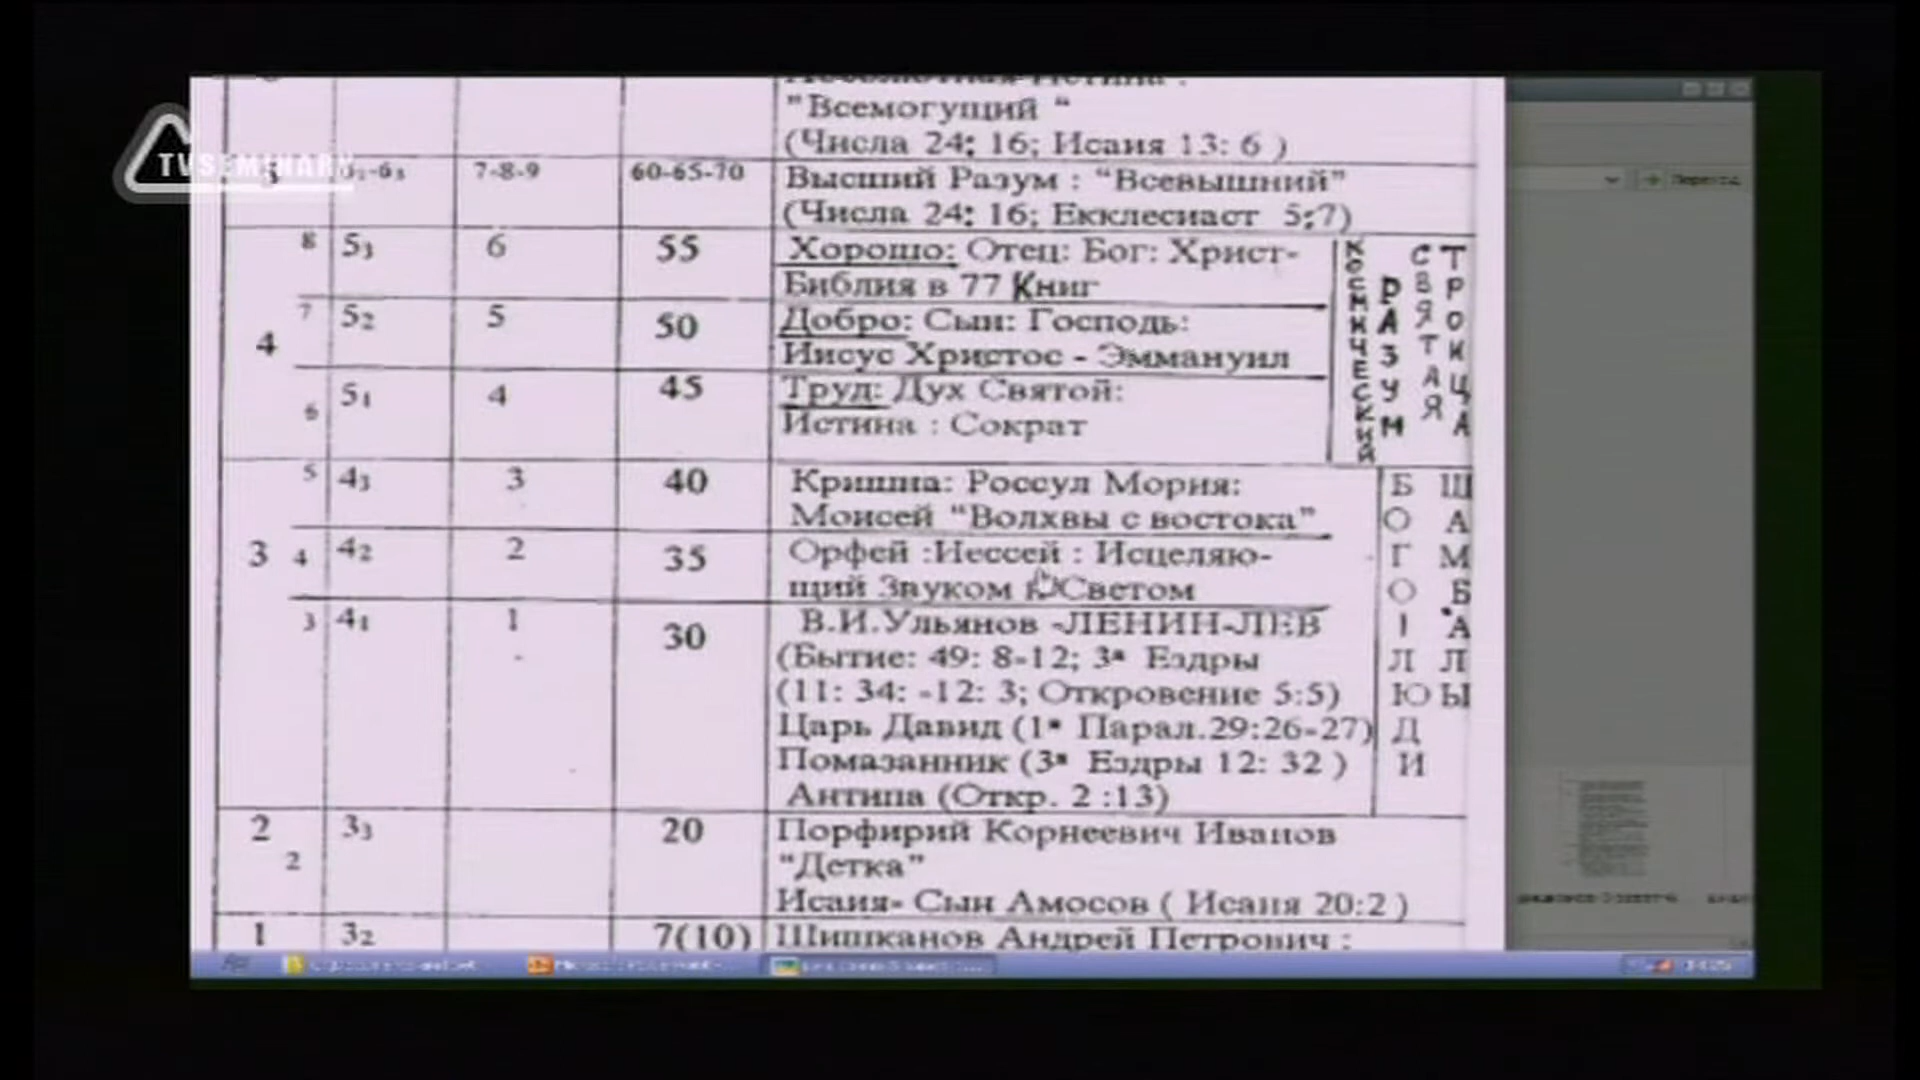 TVSEMINARY
"Всемогущий "
(Числа 24: 16; Исаия 13: 6 )
7-8-9 60-65-70 Высший Разум : "Всевышний"
(Числа 24: 16; Екклесиаст 5:7)
4
8 5₃ 6 55 Хорошо: Отец: Бог: Христ-
Библия в 77 Книг
7 5₂ 5 50 Добро: Сын: Господь:
Иисус Христос - Эммануил
6 5₁ 4 45 Труд: Дух Святой:
Истина : Сократ
КОСМИЧЕСКИЙ
РАЗУМ
СВЯТАЯ
ТРОИЦА
3
5 4₃ 3 40 Кришна: Россул Мория:
Моисей "Волхвы с востока"
4 4₂ 2 35 Орфей :Иессей : Исцеляю-
щий Звуком Светом
3 4₁ 1 30 В.И.Ульянов -ЛЕНИН-ЛЕВ
(Бытие: 49: 8-12; 3ª Ездры
(11: 34: -12: 3; Откровение 5:5)
Царь Давид (1ª Парал.29:26-27)
Помазанник (3ª Ездры 12: 32 )
Антипа (Откр. 2 :13)
БОГОІЛЮДИ
ШАМБАЛЫ
2 2 3₃ 20 Порфирий Корнеевич Иванов
"Детка"
Исаия- Сын Амосов ( Исаия 20:2 )
1 3₂ 7(10) Шишканов Андрей Петрович :